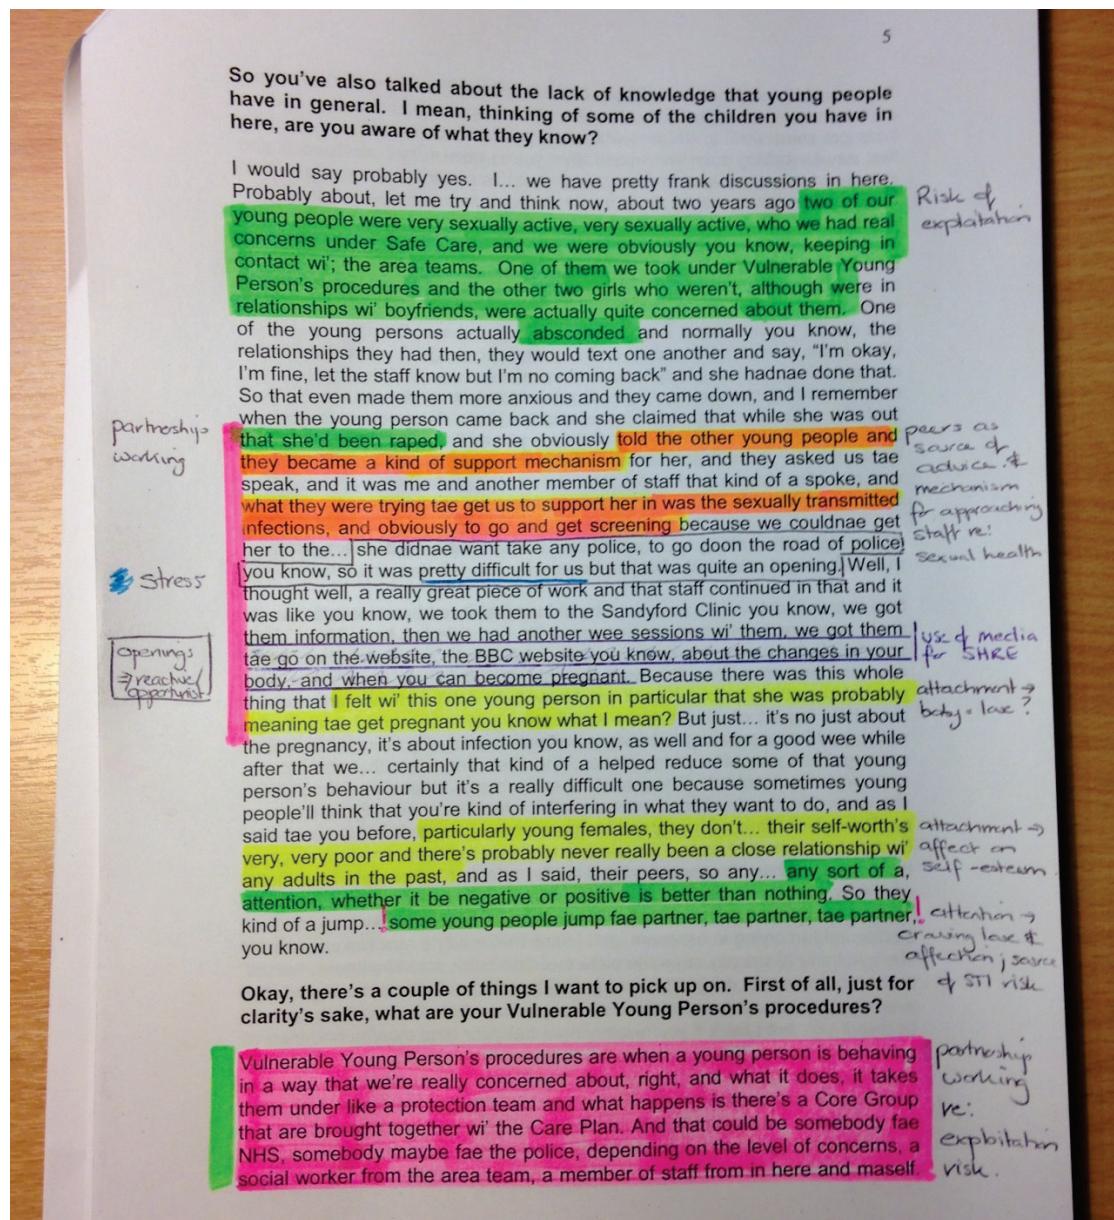 5
So you've also talked about the lack of knowledge that young people
have in general. I mean, thinking of some of the children you have in
here, are you aware of what they know?
I would say probably yes. I... we have pretty frank discussions in here.
Probably about, let me try and think now, about two years ago two of our
young people were very sexually active, very sexually active, who we had real
concerns under Safe Care, and we were obviously you know, keeping in
contact wi'; the area teams. One of them we took under Vulnerable Young
Person's procedures and the other two girls who weren't, although were in
relationships wi' boyfriends, were actually quite concerned about them. One
of the young persons actually absconded and normally you know, the
relationships they had then, they would text one another and say, "I'm okay,
I'm fine, let the staff know but I'm no coming back" and she hadnae done that.
So that even made them more anxious and they came down, and I remember
when the young person came back and she claimed that while she was out
that she'd been raped, and she obviously told the other young people and
they became a kind of support mechanism for her, and they asked us tae
speak, and it was me and another member of staff that kind of a spoke, and
what they were trying tae get us to support her in was the sexually transmitted
infections, and obviously to go and get screening because we couldnae get
her to the... she didnae want take any police, to go doon the road of police
you know, so it was pretty difficult for us but that was quite an opening. Well, I
thought well, a really great piece of work and that staff continued in that and it
was like you know, we took them to the Sandyford Clinic you know, we got
them information, then we had another wee sessions wi' them, we got them
tae go on the website, the BBC website you know, about the changes in your
body, and when you can become pregnant. Because there was this whole
thing that I felt wi' this one young person in particular that she was probably
meaning tae get pregnant you know what I mean? But just... it's no just about
the pregnancy, it's about infection you know, as well and for a good wee while
after that we... certainly that kind of a helped reduce some of that young
person's behaviour but it's a really difficult one because sometimes young
people'll think that you're kind of interfering in what they want to do, and as I
said tae you before, particularly young females, they don't... their self-worth's
very, very poor and there's probably never really been a close relationship wi'
any adults in the past, and as I said, their peers, so any... any sort of a,
attention, whether it be negative or positive is better than nothing. So they
kind of a jump... some young people jump fae partner, tae partner, tae partner,
you know.
Okay, there's a couple of things I want to pick up on. First of all, just for
clarity's sake, what are your Vulnerable Young Person's procedures?
Vulnerable Young Person's procedures are when a young person is behaving
in a way that we're really concerned about, right, and what it does, it takes
them under like a protection team and what happens is there's a Core Group
that are brought together wi' the Care Plan. And that could be somebody fae
NHS, somebody maybe fae the police, depending on the level of concerns, a
social worker from the area team, a member of staff from in here and maself.
partnership
working
stress
openings
⇒ reactive/
opportunist
Risk of
exploitation
peers as
source of
advice &
mechanism
for approaching
staff re:
sexual health
use of media
for SHRE
attachment →
baby = love?
attachment →
affect on
self-esteem
attention →
craving love &
affection; source
of STI risk
partnership
working
re:
exploitation
risk.